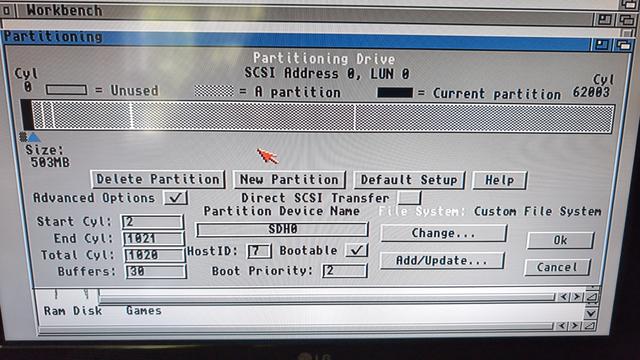 Workbench
Partitioning
Partitioning Drive
SCSI Address 0, LUN 0
Cyl
0
= Unused
= A partition
= Current partition
Cyl
62003
Size:
503MB
Delete Partition
New Partition
Default Setup
Help
Advanced Options
Direct SCSI Transfer
Partition Device Name
File System: Custom File System
Start Cyl: 2
SDH0
Change...
Ok
End Cyl: 1021
Total Cyl: 1020
HostID: 7
Bootable
Add/Update...
Cancel
Buffers: 30
Boot Priority: 2
Ram Disk
Games
LG